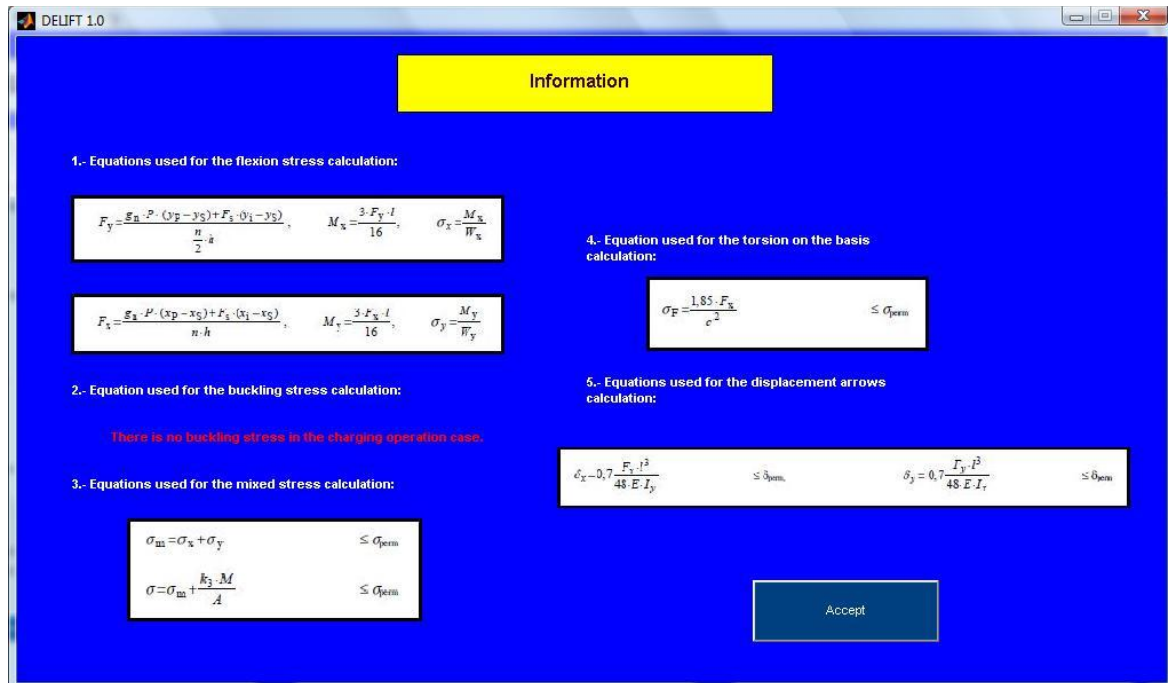 DELIFT 1.0
Information
1.- Equations used for the flexion stress calculation:
F_y = (g_n · P · (y_P − y_S) + F_s · (y_i − y_S)) / (n/2 · h) ,    M_x = (3 · F_y · l) / 16,    σ_x = M_x / W_x
F_x = (g_n · P · (x_P − x_S) + F_s · (x_i − x_S)) / (n · h) ,    M_y = (3 · F_x · l) / 16,    σ_y = M_y / W_y
2.- Equation used for the buckling stress calculation:
There is no buckling stress in the charging operation case.
3.- Equations used for the mixed stress calculation:
σ_m = σ_x + σ_y    ≤ σ_perm
σ = σ_m + (k_3 · M) / A    ≤ σ_perm
4.- Equation used for the torsion on the basis
calculation:
σ_F = (1,85 · F_x) / c^2    ≤ σ_perm
5.- Equations used for the displacement arrows
calculation:
δ_x = 0,7 (F_x · l^3) / (48 · E · I_y)    ≤ δ_perm,    δ_y = 0,7 (F_y · l^3) / (48 · E · I_x)    ≤ δ_perm
Accept